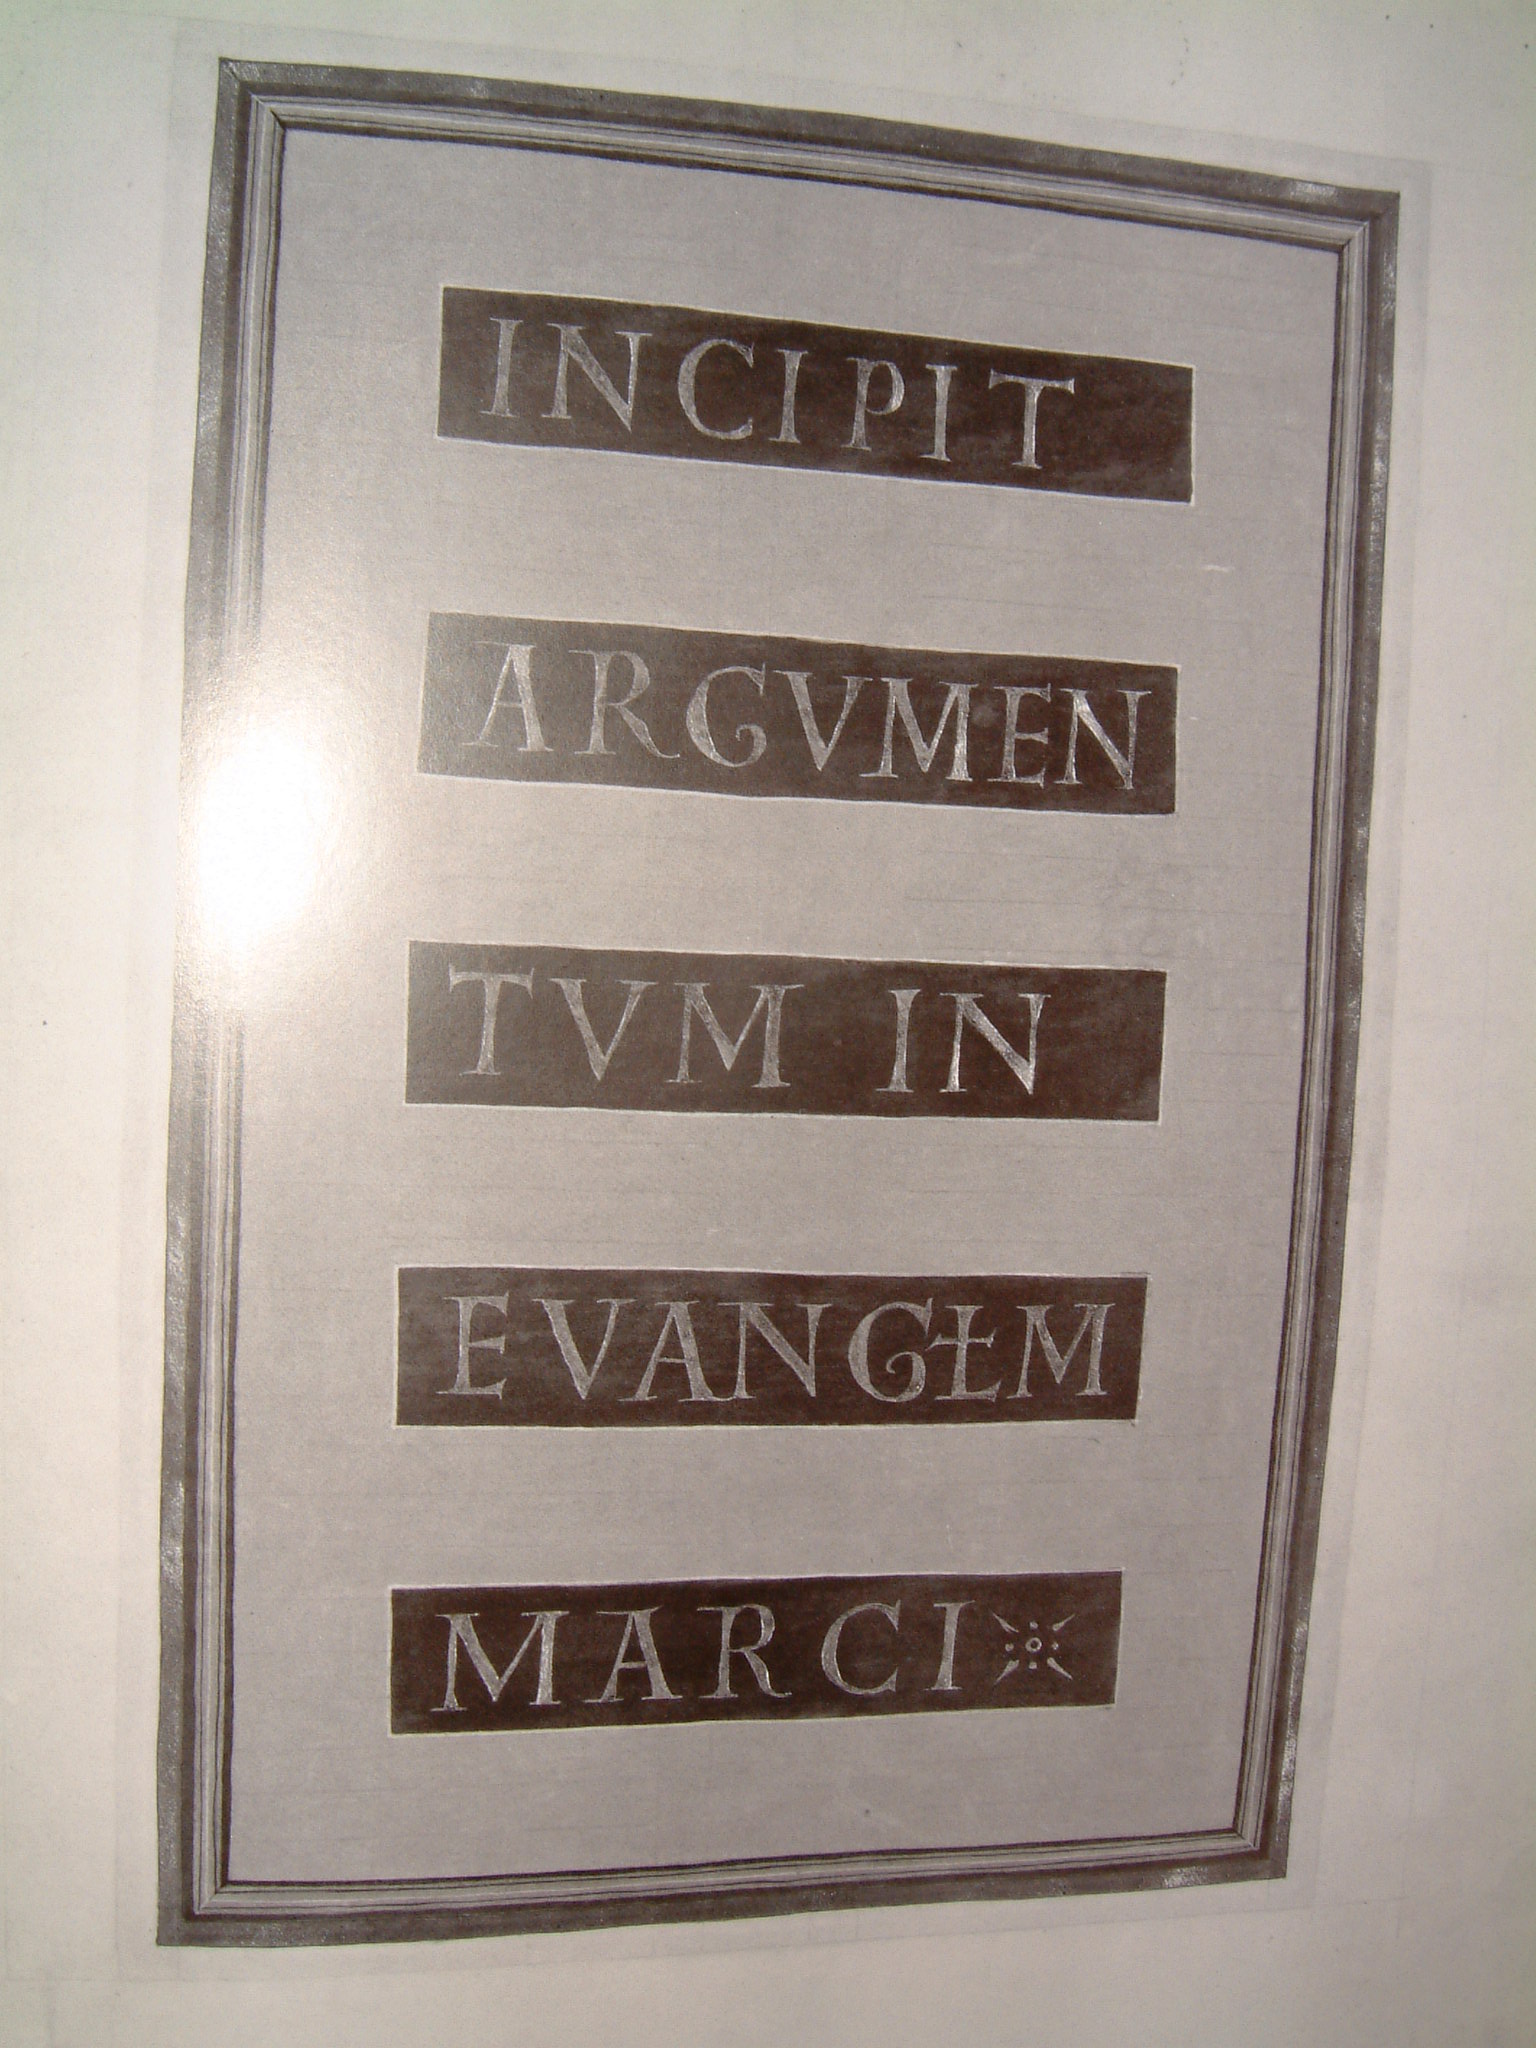 INCIPIT
ARGVMEN
TVM IN
EVANGŁM
MARCI